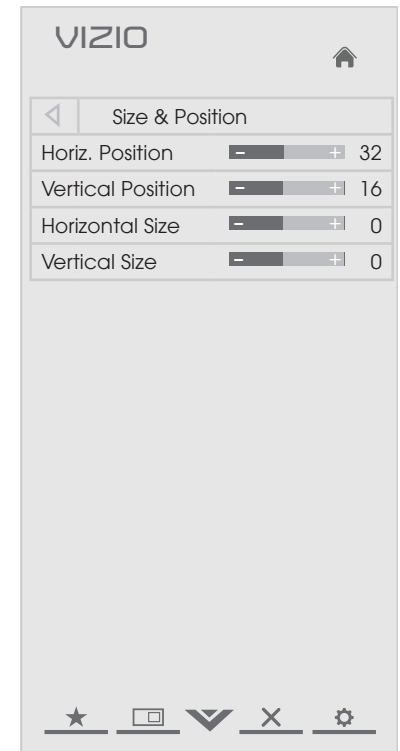 VIZIO
Size & Position
Horiz. Position - + 32
Vertical Position - + 16
Horizontal Size - + 0
Vertical Size - + 0